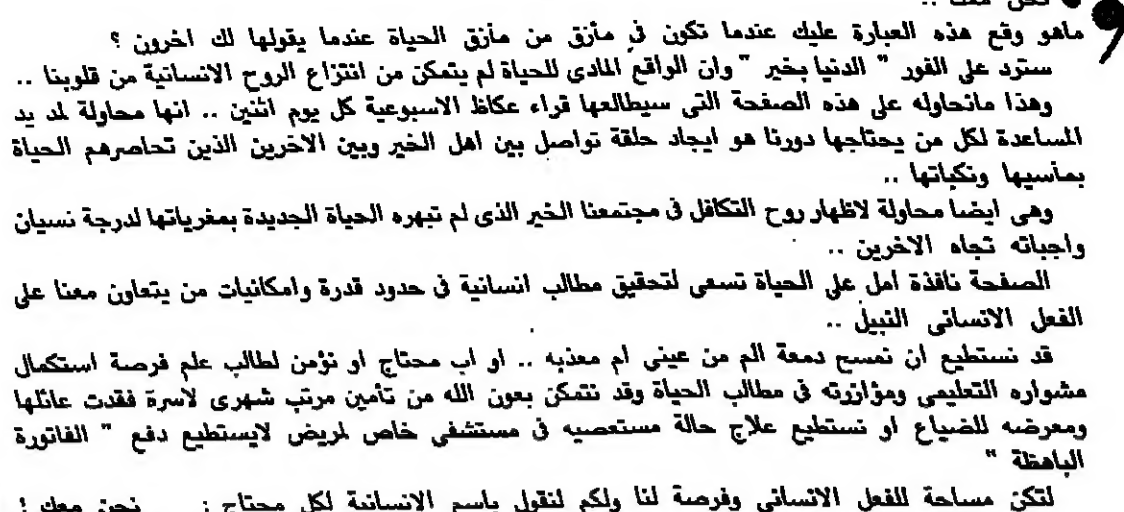 نحن معك ..
ماهو وقع هذه العبارة عليك عندما تكون في مأزق من مأزق الحياة عندما يقولها لك اخرون ؟
سترد على الفور " الدنيا بخير " وان الواقع المادى للحياة لم يتمكن من انتزاع الروح الانسانية من قلوبنا ..
وهذا مانحاوله على هذه الصفحة التى سيطالعها قراء عكاظ الاسبوعية كل يوم اثنين .. انها محاولة لمد يد
المساعدة لكل من يحتاجها دورنا هو ايجاد حلقة تواصل بين اهل الخير وبين الاخرين الذين تحاصرهم الحياة
بمأسيها ونكباتها ..
وهى ايضا محاولة لاظهار روح التكافل فى مجتمعنا الخير الذى لم تبهره الحياة الجديدة بمغرياتها لدرجة نسيان
واجباته تجاه الاخرين ..
الصفحة نافذة امل على الحياة تسعى لتحقيق مطالب انسانية فى حدود قدرة وامكانيات من يتعاون معنا على
الفعل الانسانى النبيل ..
قد نستطيع ان نمسح دمعة الم من عينى ام معذبه .. او اب محتاج او نؤمن لطالب علم فرصة استكمال
مشواره التعليمى ومؤازرته فى مطالب الحياة وقد نتمكن بعون الله من تأمين مرتب شهرى لاسرة فقدت عائلها
ومعرضه للضياع او نستطيع علاج حالة مستعصيه فى مستشفى خاص لمريض لايستطيع دفع " الفاتورة
الباهظة "
لتكن مساحة للفعل الانسانى وفرصة لنا ولكم لنقول باسم الانسانية لكل محتاج : نحن معك !